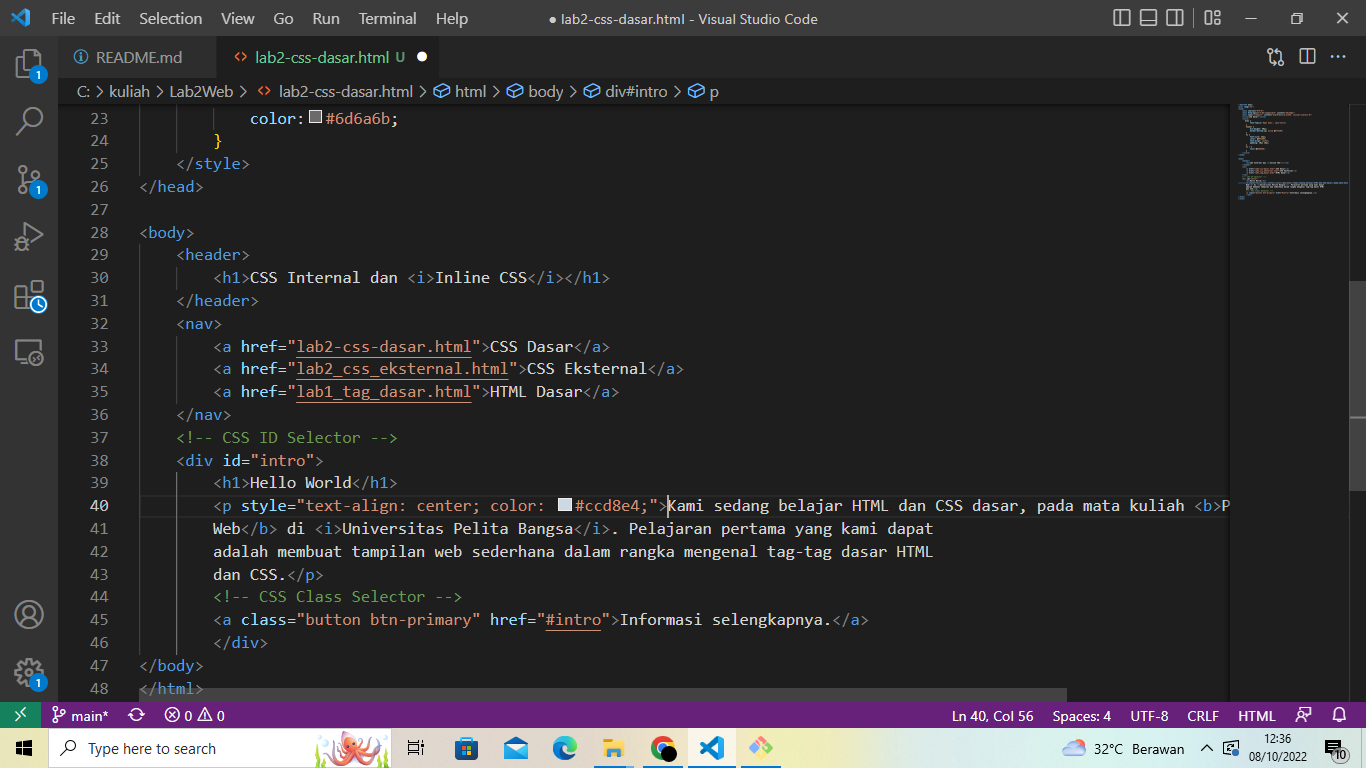 File Edit Selection View Go Run Terminal Help ● lab2-css-dasar.html - Visual Studio Code
README.md lab2-css-dasar.html U
C: > kuliah > Lab2Web > lab2-css-dasar.html > html > body > div#intro > p
23 color: #6d6a6b;
24 }
25 </style>
26 </head>
27
28 <body>
29 <header>
30 <h1>CSS Internal dan <i>Inline CSS</i></h1>
31 </header>
32 <nav>
33 <a href="lab2-css-dasar.html">CSS Dasar</a>
34 <a href="lab2_css_eksternal.html">CSS Eksternal</a>
35 <a href="lab1_tag_dasar.html">HTML Dasar</a>
36 </nav>
37 <!-- CSS ID Selector -->
38 <div id="intro">
39 <h1>Hello World</h1>
40 <p style="text-align: center; color: #ccd8e4;">Kami sedang belajar HTML dan CSS dasar, pada mata kuliah <b>P
41 Web</b> di <i>Universitas Pelita Bangsa</i>. Pelajaran pertama yang kami dapat
42 adalah membuat tampilan web sederhana dalam rangka mengenal tag-tag dasar HTML
43 dan CSS.</p>
44 <!-- CSS Class Selector -->
45 <a class="button btn-primary" href="#intro">Informasi selengkapnya.</a>
46 </div>
47 </body>
48 </html>
1
1
1
main* 0 0 Ln 40, Col 56 Spaces: 4 UTF-8 CRLF HTML
Type here to search 32°C Berawan 12:36
08/10/2022 10